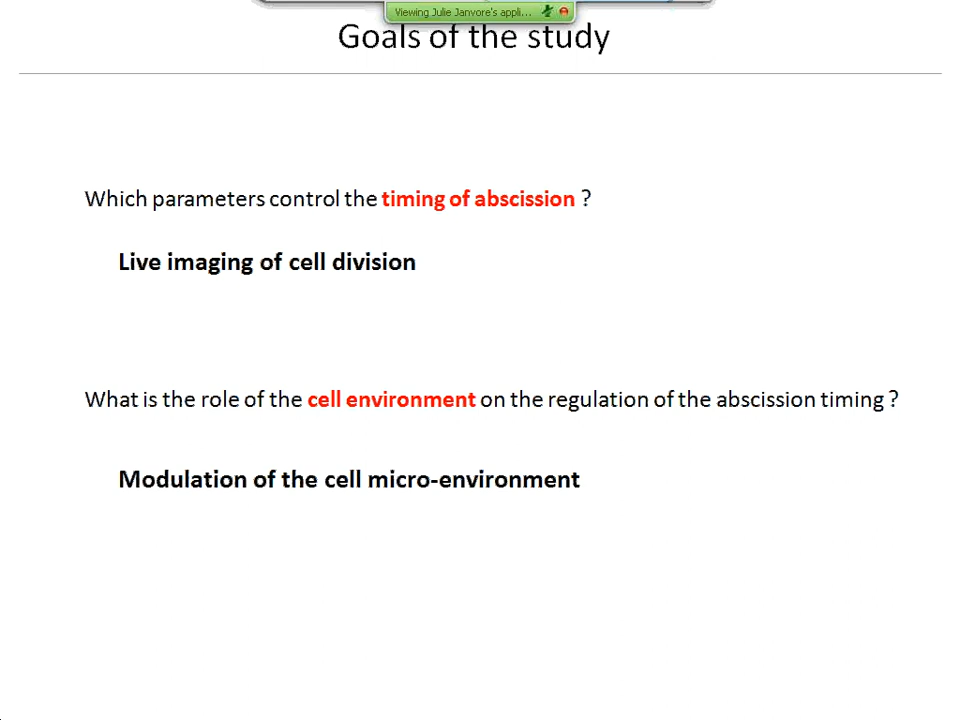 Viewing Julie Janvore's appli...
Goals of the study
Which parameters control the timing of abscission ?
Live imaging of cell division
What is the role of the cell environment on the regulation of the abscission timing ?
Modulation of the cell micro-environment